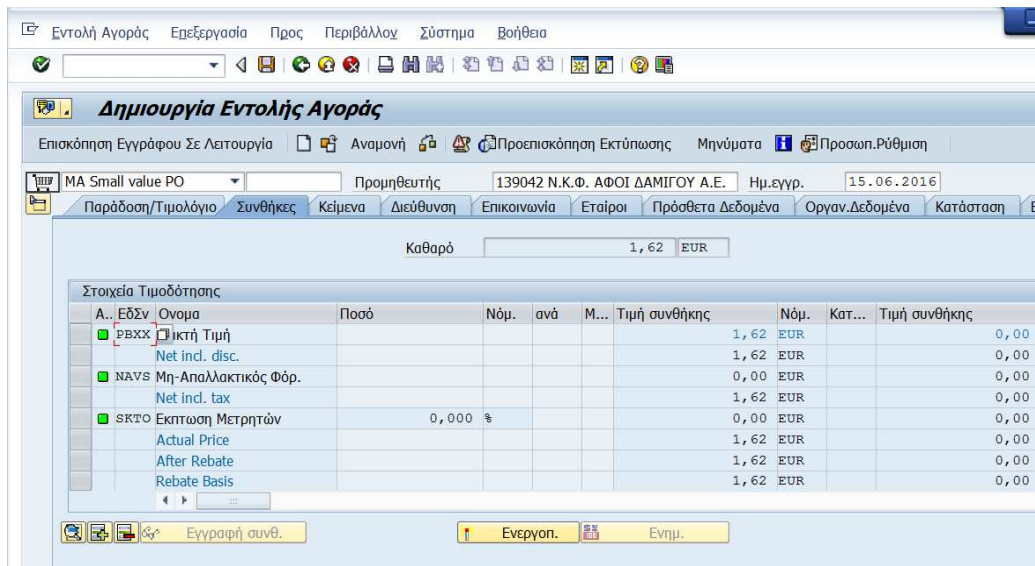 Εντολή Αγοράς Επεξεργασία Προς Περιβάλλον Σύστημα Βοήθεια
Δημιουργία Εντολής Αγοράς
Επισκόπηση Εγγράφου Σε Λειτουργία Αναμονή Προεπισκόπηση Εκτύπωσης Μηνύματα Προσωπ.Ρύθμιση
MA Small value PO Προμηθευτής 139042 Ν.Κ.Φ. ΑΦΟΙ ΔΑΜΙΓΟΥ Α.Ε. Ημ.εγγρ. 15.06.2016
Παράδοση/Τιμολόγιο Συνθήκες Κείμενα Διεύθυνση Επικοινωνία Εταίροι Πρόσθετα Δεδομένα Οργαν.Δεδομένα Κατάσταση
Καθαρό 1,62 EUR
Στοιχεία Τιμοδότησης
Α.. ΕδΣν Ονομα Ποσό Νόμ. ανά Μ... Τιμή συνθήκης Νόμ. Κατ... Τιμή συνθήκης
PBXX ικτή Τιμή 1,62 EUR 0,00
Net incl. disc. 1,62 EUR 0,00
NAVS Μη-Απαλλακτικός Φόρ. 0,00 EUR 0,00
Net incl. tax 1,62 EUR 0,00
SKTO Εκπτωση Μετρητών 0,000 % 0,00 EUR 0,00
Actual Price 1,62 EUR 0,00
After Rebate 1,62 EUR 0,00
Rebate Basis 1,62 EUR 0,00
Εγγραφή συνθ. Ενεργοπ. Ενημ.